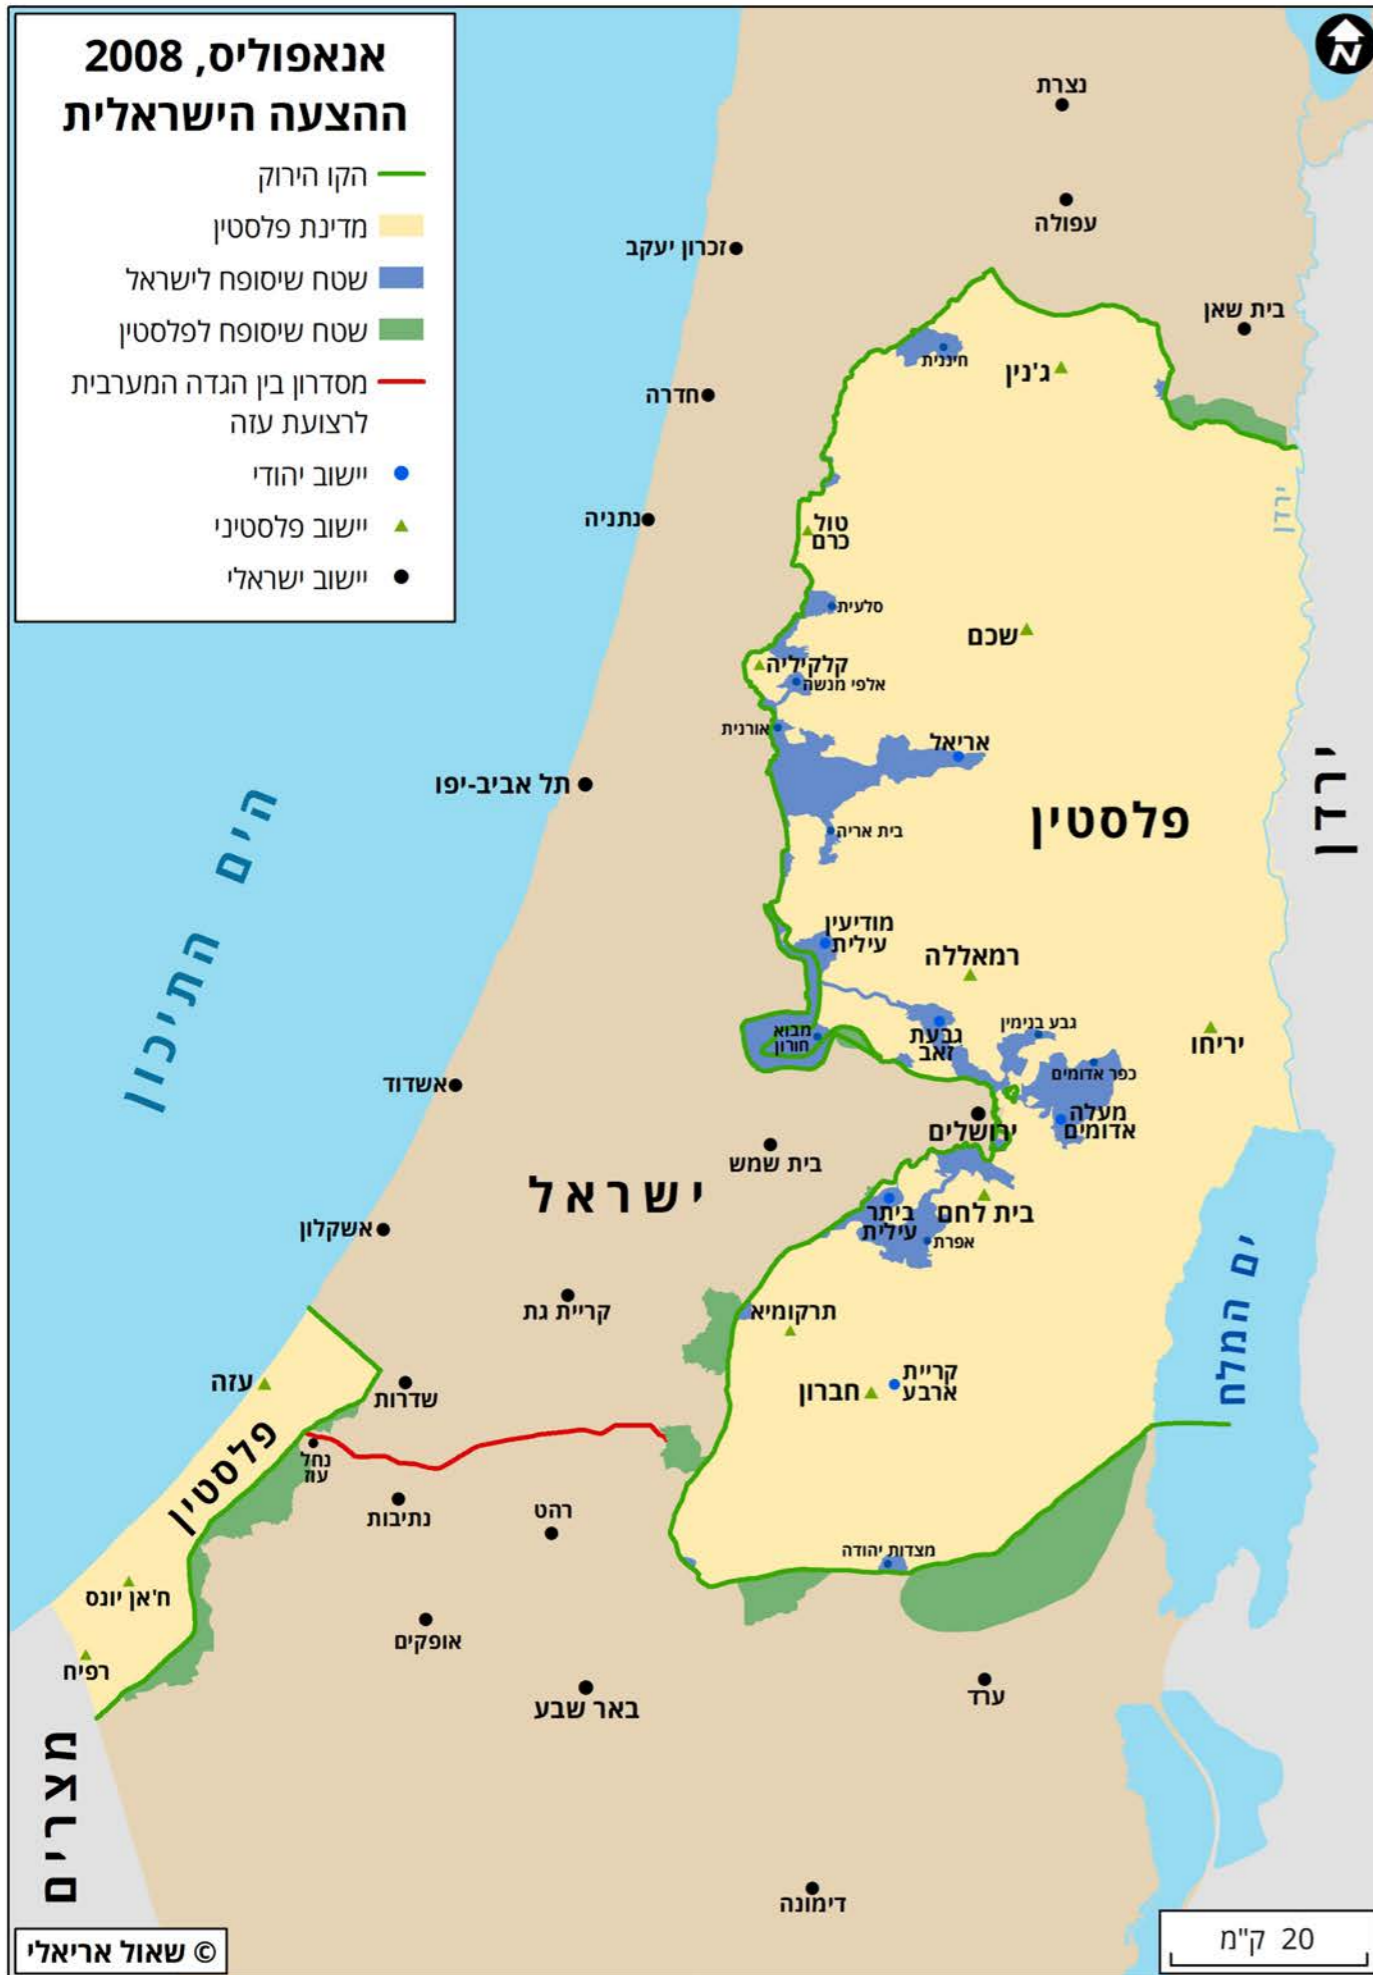 אנאפוליס, 2008
ההצעה הישראלית
הקו הירוק
מדינת פלסטין
שטח שיסופח לישראל
שטח שיסופח לפלסטין
מסדרון בין הגדה המערבית
לרצועת עזה
יישוב יהודי
יישוב פלסטיני
יישוב ישראלי
N
נצרת
עפולה
זכרון יעקב
בית שאן
חיננית
ג'נין
חדרה
ירדן
נתניה
טול
כרם
סלעית
שכם
קלקיליה
אלפי מנשה
אורנית
אריאל
תל אביב-יפו
ירדן
פלסטין
בית אריה
הים התיכון
מודיעין
עילית
רמאללה
גבע בנימין
מבוא
חורון
גבעת
זאב
יריחו
כפר אדומים
אשדוד
מעלה
אדומים
ירושלים
בית שמש
ישראל
ביתר
עילית
בית לחם
אפרת
אשקלון
ים המלח
קריית גת
תרקומיא
עזה
שדרות
קריית
ארבע
חברון
פלסטין
נחל
עוז
נתיבות
רהט
מצדות יהודה
ח'אן יונס
אופקים
רפיח
ערד
באר שבע
מצרים
דימונה
© שאול אריאלי
20 ק"מ